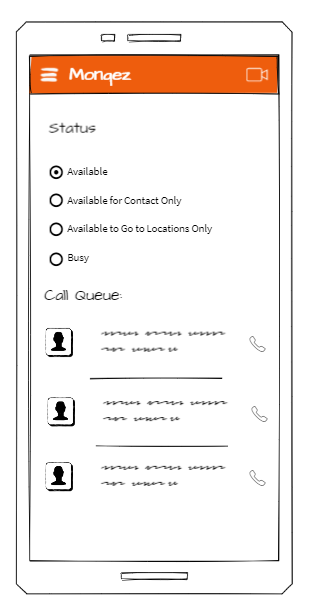 Monqez
Status
Available
Available for Contact Only
Available to Go to Locations Only
Busy
Call Queue: